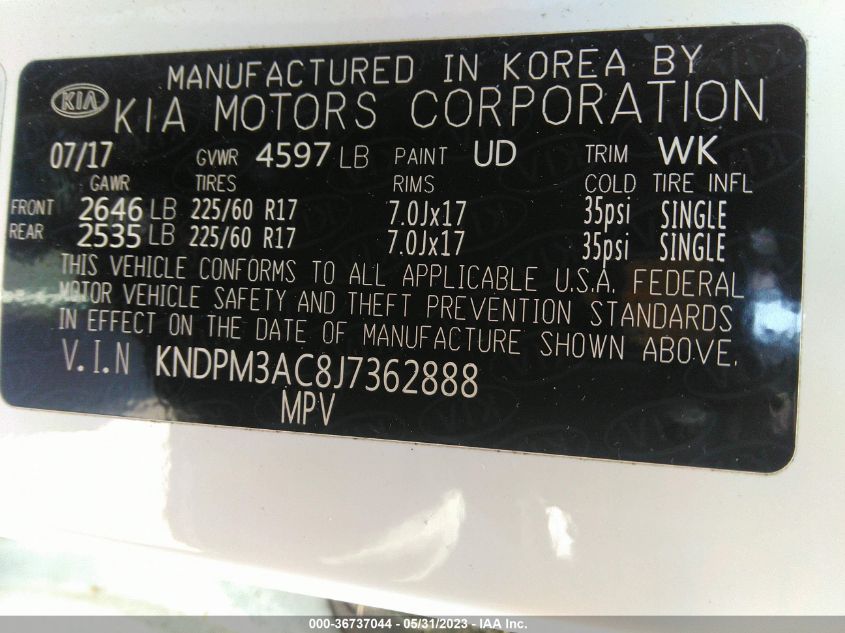 MANUFACTURED IN KOREA BY
KIA KIA MOTORS CORPORATION
07/17 GVWR 4597 LB PAINT UD TRIM WK
GAWR TIRES RIMS COLD TIRE INFL
FRONT 2646 LB 225/60 R17 7.0Jx17 35psi SINGLE
REAR 2535 LB 225/60 R17 7.0Jx17 35psi SINGLE
THIS VEHICLE CONFORMS TO ALL APPLICABLE U.S.A. FEDERAL
MOTOR VEHICLE SAFETY AND THEFT PREVENTION STANDARDS
IN EFFECT ON THE DATE OF MANUFACTURE SHOWN ABOVE.
V.I.N KNDPM3AC8J7362888
MPV
000-36737044 - 05/31/2023 - IAA Inc.